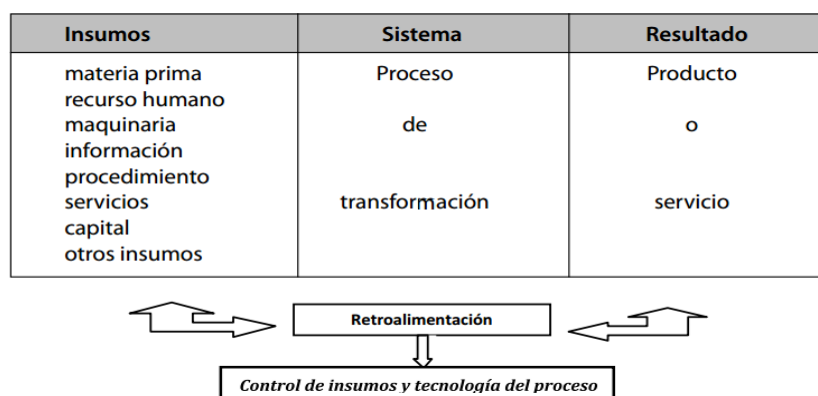 Insumos Sistema Resultado
materia prima Proceso Producto
recurso humano
maquinaria de o
información
procedimiento
servicios transformación servicio
capital
otros insumos
Retroalimentación
Control de insumos y tecnología del proceso